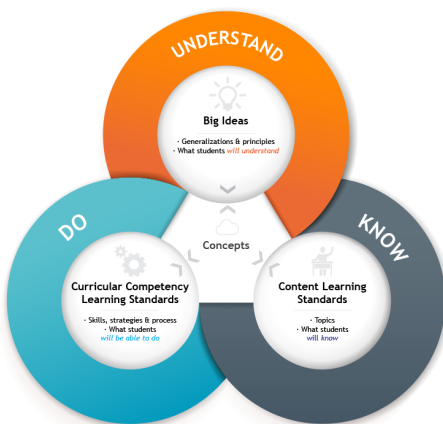 UNDERSTAND
Big Ideas
· Generalizations & principles
· What students will understand
Concepts
DO
Curricular Competency
Learning Standards
· Skills, strategies & process
· What students
will be able to do
KNOW
Content Learning
Standards
· Topics
· What students
will know